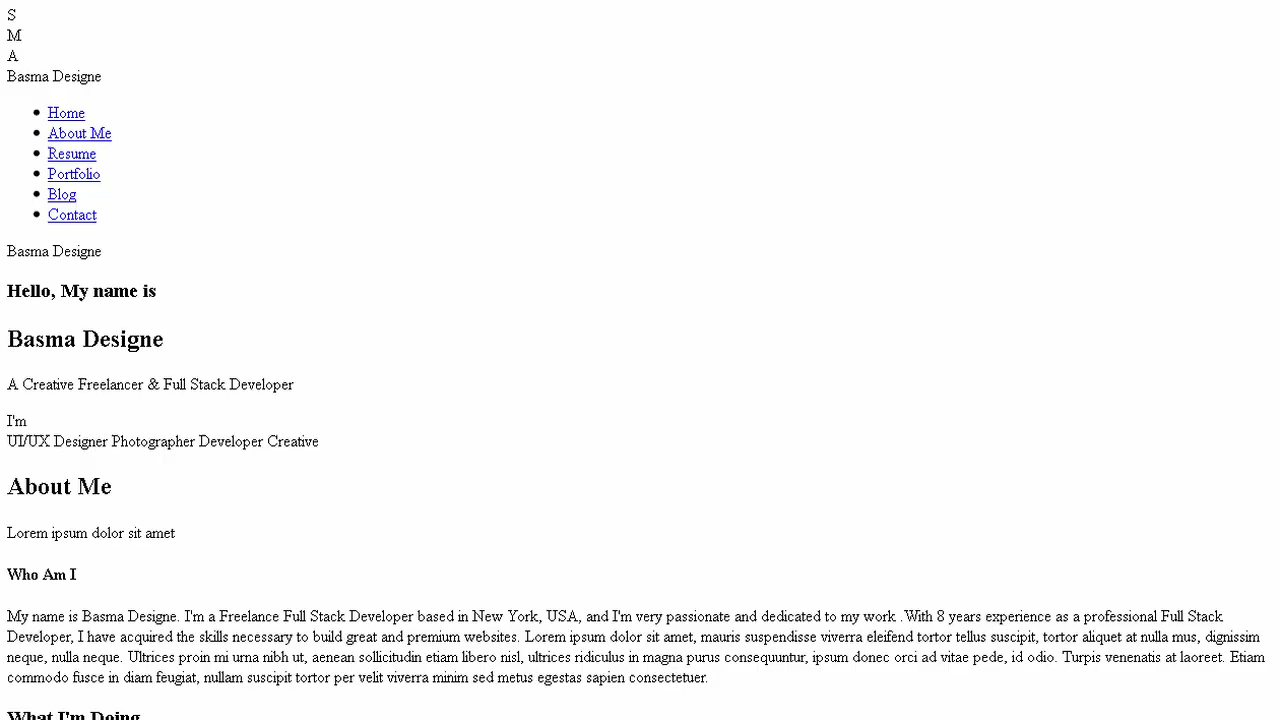 S
M
A
Basma Designe
Home
About Me
Resume
Portfolio
Blog
Contact
Basma Designe
Hello, My name is
Basma Designe
A Creative Freelancer & Full Stack Developer
I'm
UI/UX Designer Photographer Developer Creative
About Me
Lorem ipsum dolor sit amet
Who Am I
My name is Basma Designe. I'm a Freelance Full Stack Developer based in New York, USA, and I'm very passionate and dedicated to my work .With 8 years experience as a professional Full Stack
Developer, I have acquired the skills necessary to build great and premium websites. Lorem ipsum dolor sit amet, mauris suspendisse viverra eleifend tortor tellus suscipit, tortor aliquet at nulla mus, dignissim
neque, nulla neque. Ultrices proin mi urna nibh ut, aenean sollicitudin etiam libero nisl, ultrices ridiculus in magna purus consequuntur, ipsum donec orci ad vitae pede, id odio. Turpis venenatis at laoreet. Etiam
commodo fusce in diam feugiat, nullam suscipit tortor per velit viverra minim sed metus egestas sapien consectetuer.
What I'm Doing